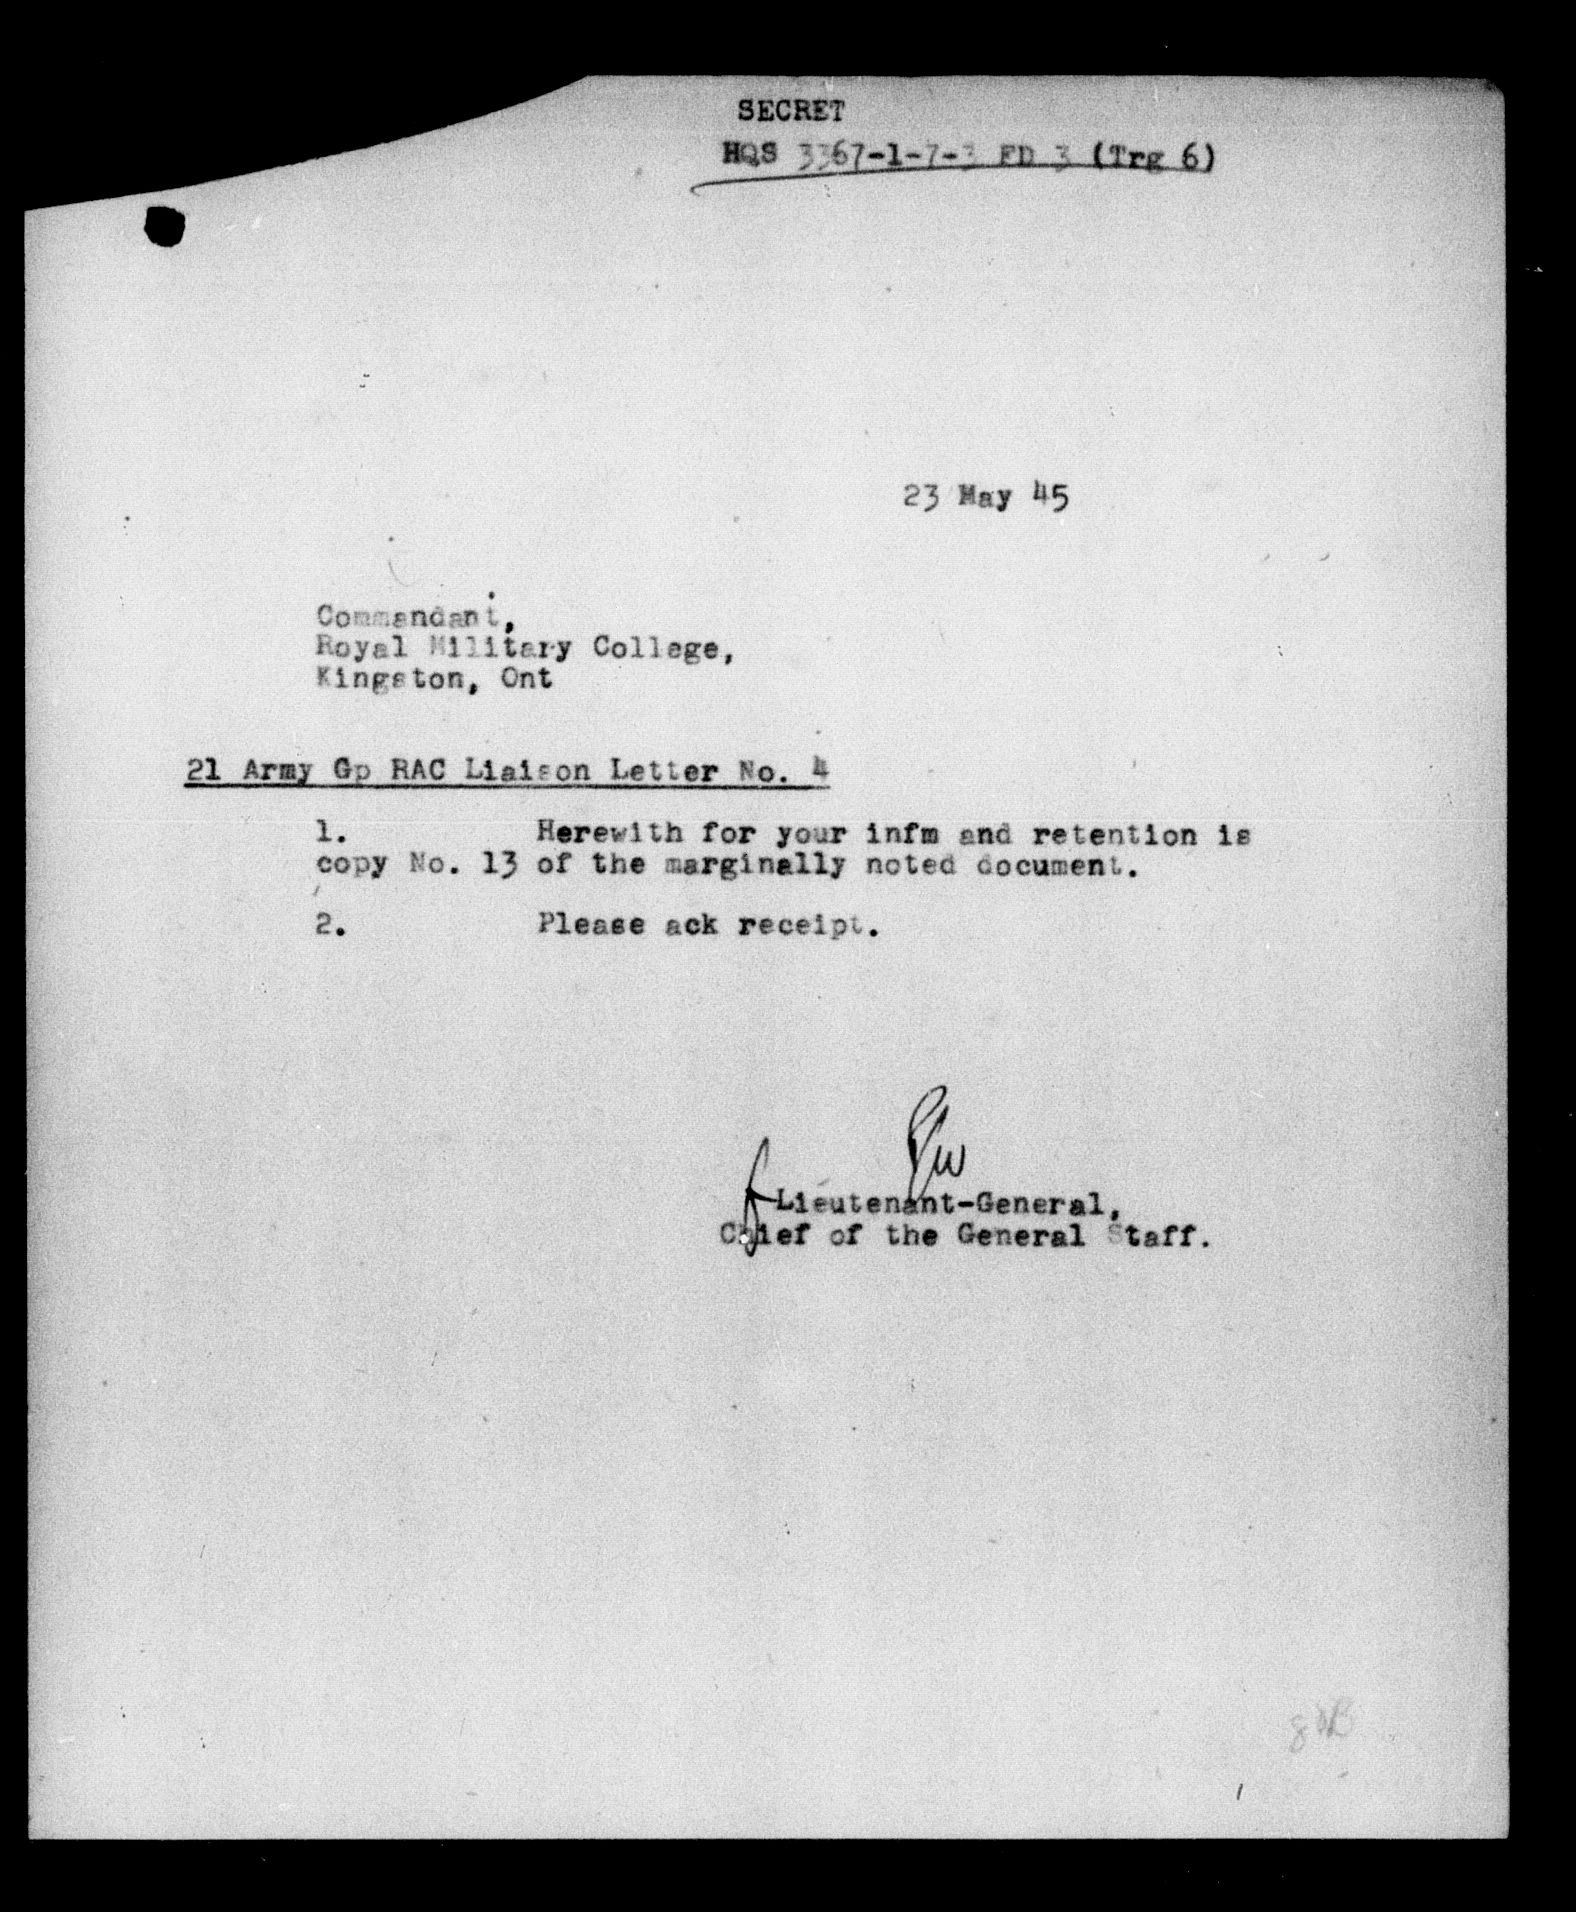 SECRET
HQS 3367-1-7-3 FD 3 (Trg 6)
23 May 45
Commandant,
Royal Military College,
Kingston, Ont
21 Army Gp RAC Liaison Letter No. 4
1. Herewith for your infm and retention is
copy No. 13 of the marginally noted document.
2. Please ack receipt.
Lieutenant-General,
Chief of the General Staff.